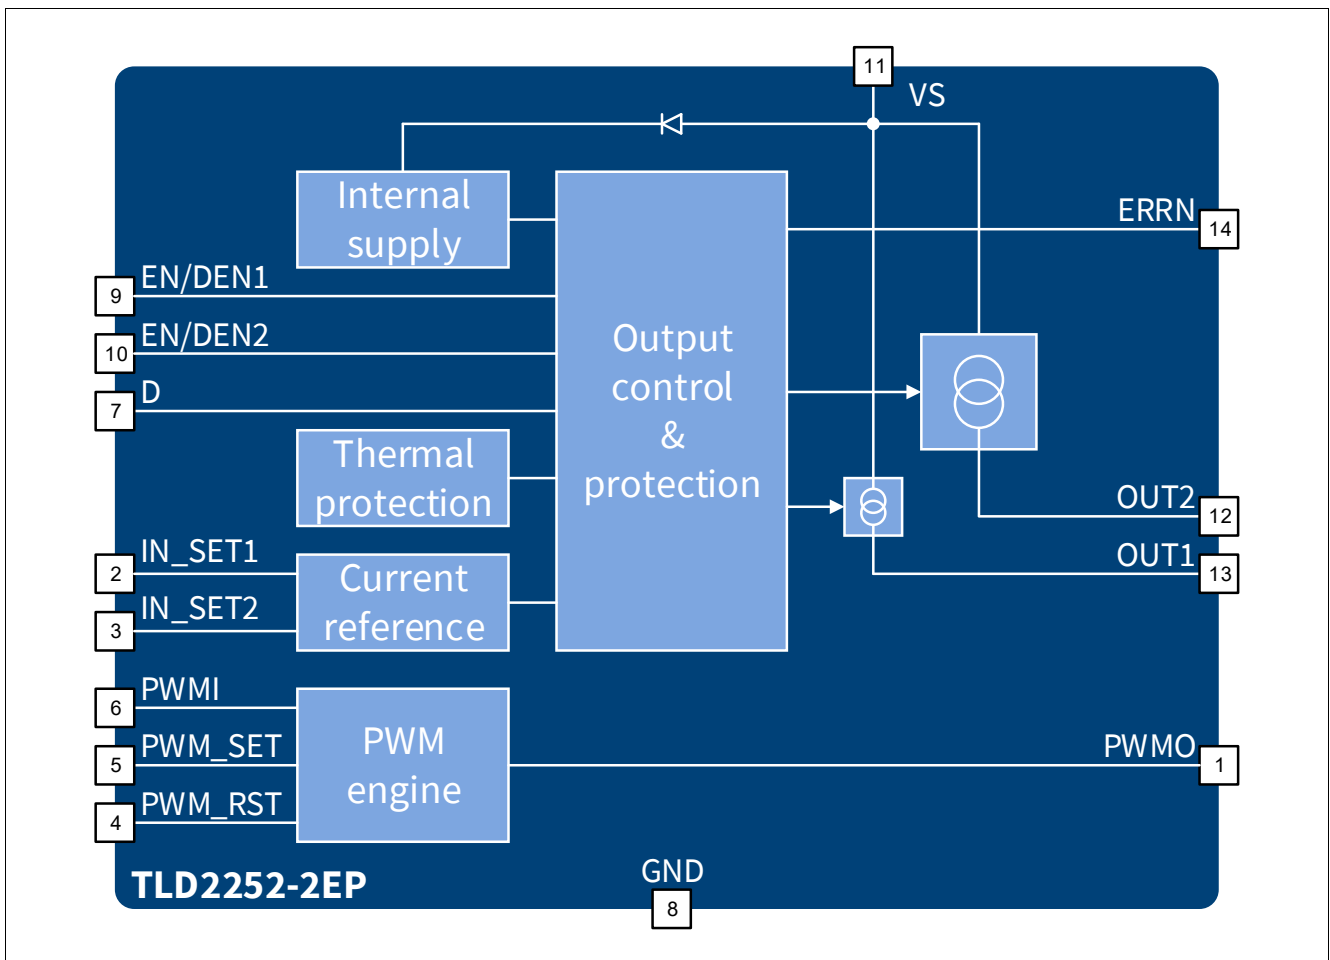 11
VS
Internal
supply
ERRN
14
EN/DEN1
9
EN/DEN2
10
D
7
Output
control
&
protection
Thermal
protection
OUT2
12
OUT1
13
IN_SET1
2
IN_SET2
3
Current
reference
PWMI
6
PWM_SET
5
PWM_RST
4
PWM
engine
PWMO
1
TLD2252-2EP
GND
8